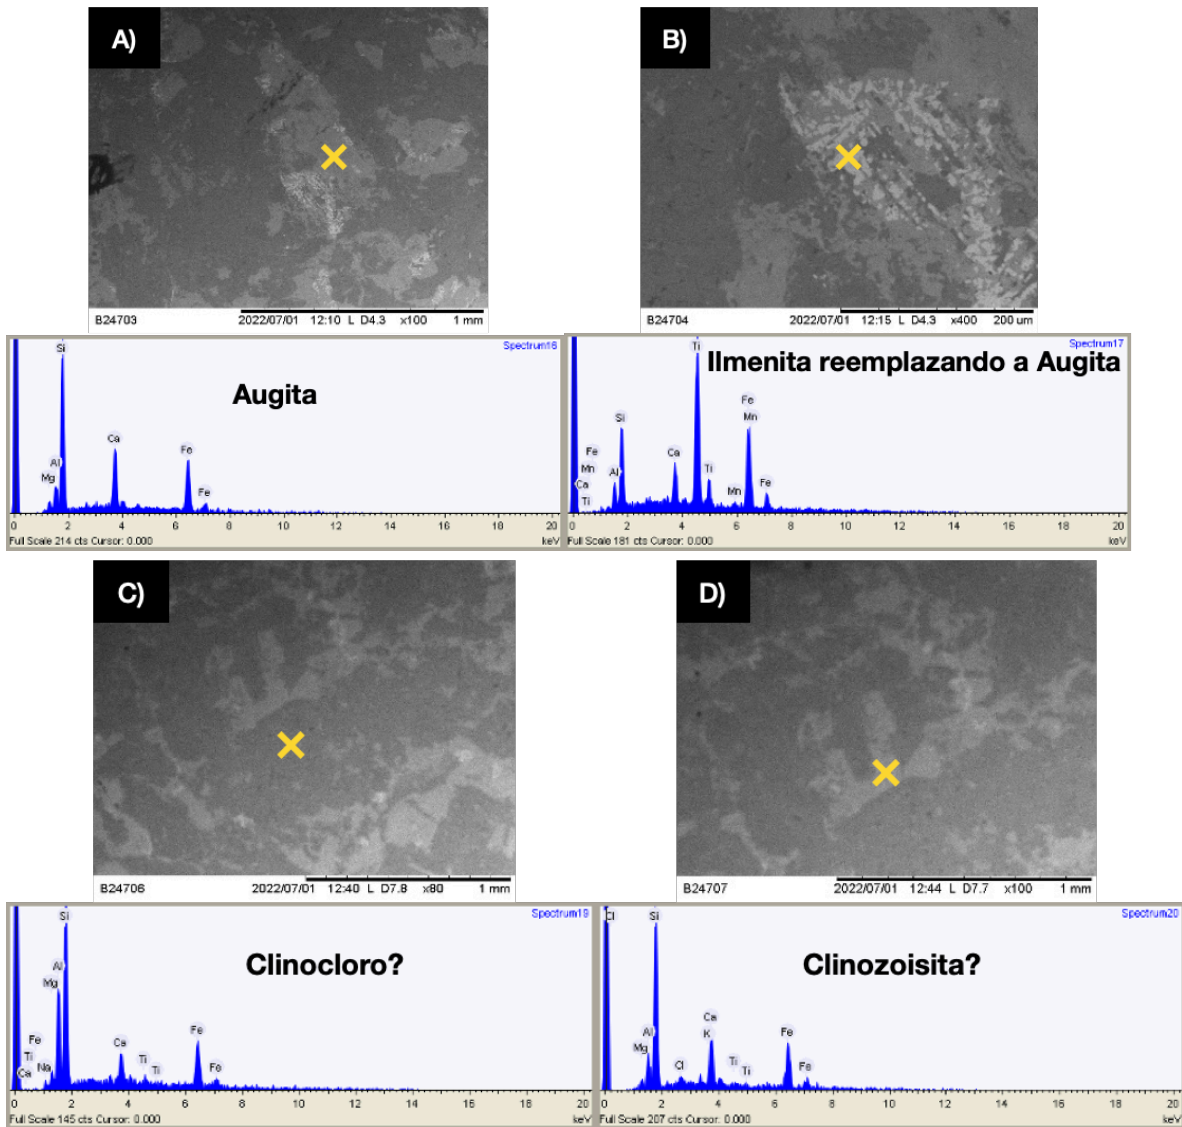 A)
B24703 2022/07/01 12:10 L D4.3 x100 1 mm
B)
B24704 2022/07/01 12:15 L D4.3 x400 200 um
Spectrum16
Augita
Si
Ca
Fe
Al
Mg
Fe
0 2 4 6 8 10 12 14 16 18 20
Full Scale 214 cts Cursor: 0.000 keV
Spectrum17
Ilmenita reemplazando a Augita
Ti
Fe
Mn
Si
Fe
Ca
Mn
Al
Ti
Ca
Mn
Fe
Ti
0 2 4 6 8 10 12 14 16 18 20
Full Scale 181 cts Cursor: 0.000 keV
C)
B24706 2022/07/01 12:40 L D7.8 x80 1 mm
D)
B24707 2022/07/01 12:44 L D7.7 x100 1 mm
Spectrum19
Si
Clinocloro?
Al
Mg
Fe
Fe
Ca
Ti
Ti
Na
Ti
Fe
Ca
0 2 4 6 8 10 12 14 16 18 20
Full Scale 145 cts Cursor: 0.000 keV
Spectrum20
Cl
Si
Clinozoisita?
Ca
K
Al
Fe
Mg
Cl
Ti
Ti
Fe
0 2 4 6 8 10 12 14 16 18 20
Full Scale 207 cts Cursor: 0.000 keV